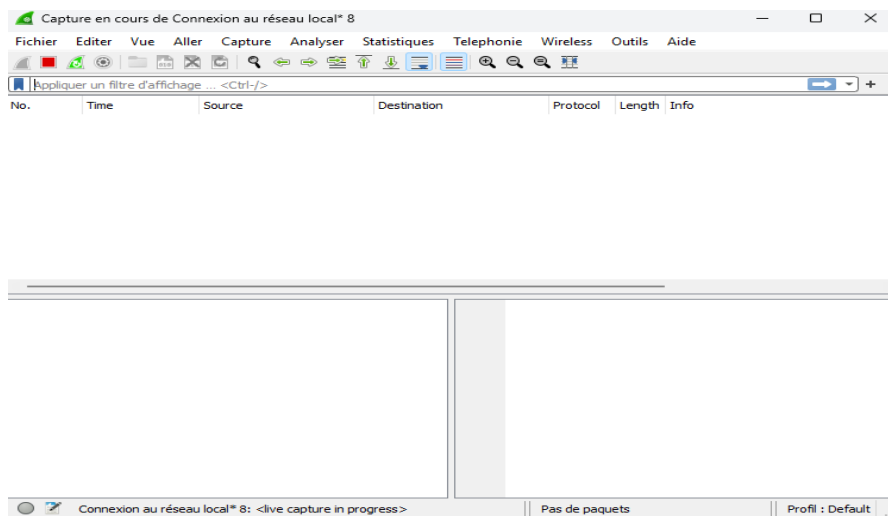 Capture en cours de Connexion au réseau local* 8
Fichier Editer Vue Aller Capture Analyser Statistiques Telephonie Wireless Outils Aide
Appliquer un filtre d'affichage ... <Ctrl-/>
No. Time Source Destination Protocol Length Info
Connexion au réseau local* 8: <live capture in progress> Pas de paquets Profil : Default